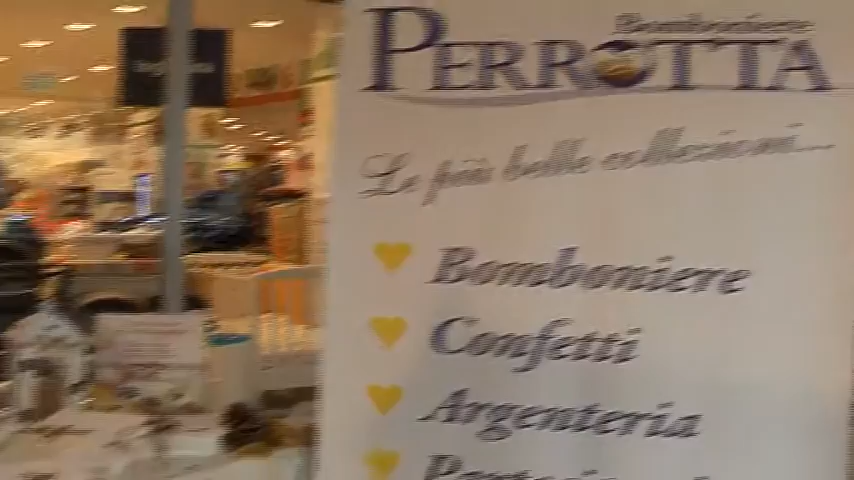 Bomboniere
PERROTTA
Le più belle collezioni....
Bomboniere
Confetti
Argenteria